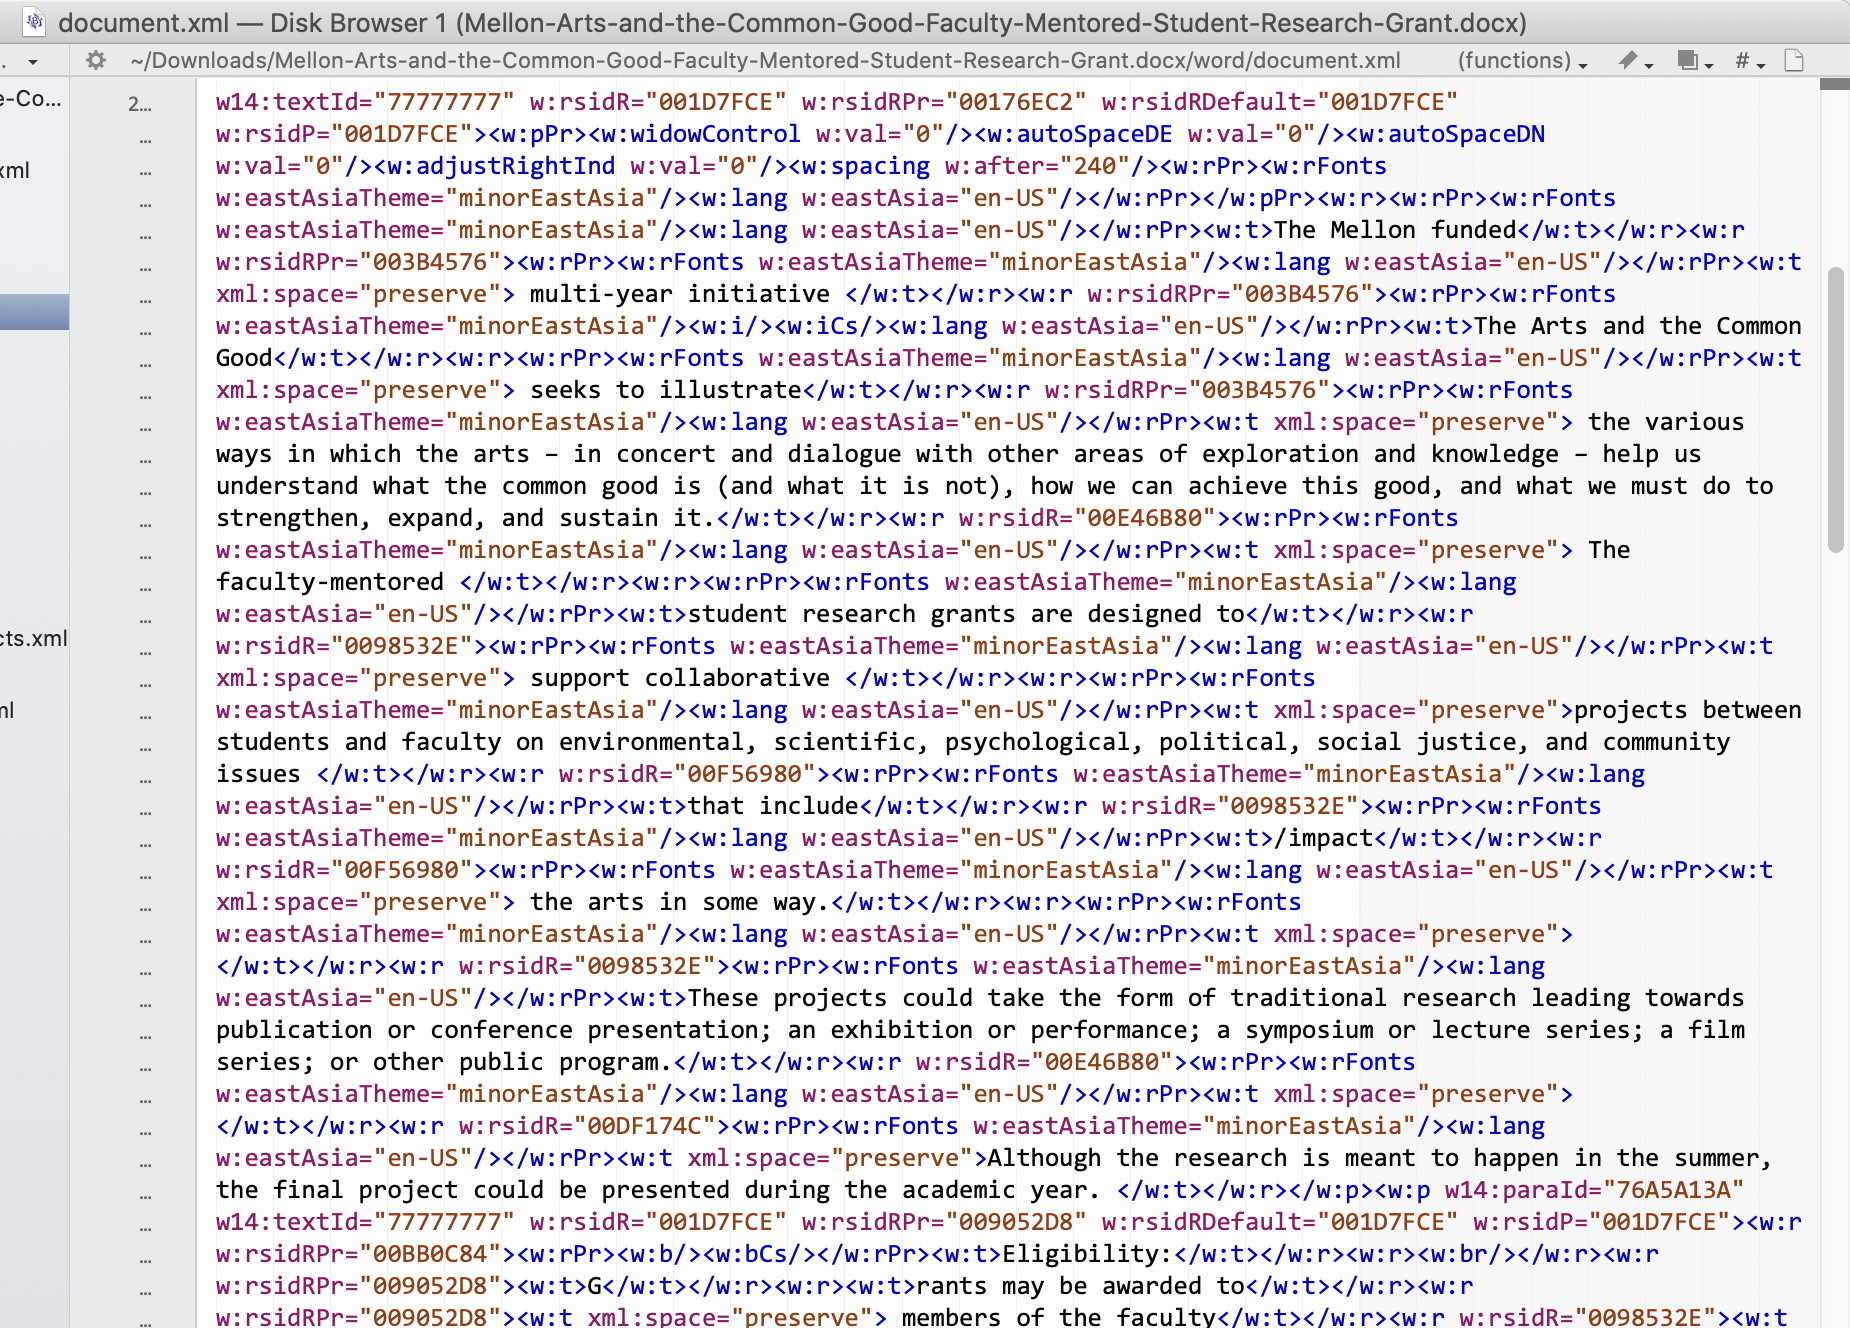 document.xml — Disk Browser 1 (Mellon-Arts-and-the-Common-Good-Faculty-Mentored-Student-Research-Grant.docx)
~/Downloads/Mellon-Arts-and-the-Common-Good-Faculty-Mentored-Student-Research-Grant.docx/word/document.xml (functions) #
e-Co...
xml
cts.xml
ml
2... w14:textId="77777777" w:rsidR="001D7FCE" w:rsidRPr="00176EC2" w:rsidRDefault="001D7FCE"
w:rsidP="001D7FCE"><w:pPr><w:widowControl w:val="0"/><w:autoSpaceDE w:val="0"/><w:autoSpaceDN
w:val="0"/><w:adjustRightInd w:val="0"/><w:spacing w:after="240"/><w:rPr><w:rFonts
w:eastAsiaTheme="minorEastAsia"/><w:lang w:eastAsia="en-US"/></w:rPr></w:pPr><w:r><w:rPr><w:rFonts
w:eastAsiaTheme="minorEastAsia"/><w:lang w:eastAsia="en-US"/></w:rPr><w:t>The Mellon funded</w:t></w:r><w:r
w:rsidRPr="003B4576"><w:rPr><w:rFonts w:eastAsiaTheme="minorEastAsia"/><w:lang w:eastAsia="en-US"/></w:rPr><w:t
xml:space="preserve"> multi-year initiative </w:t></w:r><w:r w:rsidRPr="003B4576"><w:rPr><w:rFonts
w:eastAsiaTheme="minorEastAsia"/><w:i/><w:iCs/><w:lang w:eastAsia="en-US"/></w:rPr><w:t>The Arts and the Common
Good</w:t></w:r><w:r><w:rPr><w:rFonts w:eastAsiaTheme="minorEastAsia"/><w:lang w:eastAsia="en-US"/></w:rPr><w:t
xml:space="preserve"> seeks to illustrate</w:t></w:r><w:r w:rsidRPr="003B4576"><w:rPr><w:rFonts
w:eastAsiaTheme="minorEastAsia"/><w:lang w:eastAsia="en-US"/></w:rPr><w:t xml:space="preserve"> the various
ways in which the arts – in concert and dialogue with other areas of exploration and knowledge – help us
understand what the common good is (and what it is not), how we can achieve this good, and what we must do to
strengthen, expand, and sustain it.</w:t></w:r><w:r w:rsidR="00E46B80"><w:rPr><w:rFonts
w:eastAsiaTheme="minorEastAsia"/><w:lang w:eastAsia="en-US"/></w:rPr><w:t xml:space="preserve"> The
faculty-mentored </w:t></w:r><w:r><w:rPr><w:rFonts w:eastAsiaTheme="minorEastAsia"/><w:lang
w:eastAsia="en-US"/></w:rPr><w:t>student research grants are designed to</w:t></w:r><w:r
w:rsidR="0098532E"><w:rPr><w:rFonts w:eastAsiaTheme="minorEastAsia"/><w:lang w:eastAsia="en-US"/></w:rPr><w:t
xml:space="preserve"> support collaborative </w:t></w:r><w:r><w:rPr><w:rFonts
w:eastAsiaTheme="minorEastAsia"/><w:lang w:eastAsia="en-US"/></w:rPr><w:t xml:space="preserve">projects between
students and faculty on environmental, scientific, psychological, political, social justice, and community
issues </w:t></w:r><w:r w:rsidR="00F56980"><w:rPr><w:rFonts w:eastAsiaTheme="minorEastAsia"/><w:lang
w:eastAsia="en-US"/></w:rPr><w:t>that include</w:t></w:r><w:r w:rsidR="0098532E"><w:rPr><w:rFonts
w:eastAsiaTheme="minorEastAsia"/><w:lang w:eastAsia="en-US"/></w:rPr><w:t>/impact</w:t></w:r><w:r
w:rsidR="00F56980"><w:rPr><w:rFonts w:eastAsiaTheme="minorEastAsia"/><w:lang w:eastAsia="en-US"/></w:rPr><w:t
xml:space="preserve"> the arts in some way.</w:t></w:r><w:r><w:rPr><w:rFonts
w:eastAsiaTheme="minorEastAsia"/><w:lang w:eastAsia="en-US"/></w:rPr><w:t xml:space="preserve">
</w:t></w:r><w:r w:rsidR="0098532E"><w:rPr><w:rFonts w:eastAsiaTheme="minorEastAsia"/><w:lang
w:eastAsia="en-US"/></w:rPr><w:t>These projects could take the form of traditional research leading towards
publication or conference presentation; an exhibition or performance; a symposium or lecture series; a film
series; or other public program.</w:t></w:r><w:r w:rsidR="00E46B80"><w:rPr><w:rFonts
w:eastAsiaTheme="minorEastAsia"/><w:lang w:eastAsia="en-US"/></w:rPr><w:t xml:space="preserve">
</w:t></w:r><w:r w:rsidR="00DF174C"><w:rPr><w:rFonts w:eastAsiaTheme="minorEastAsia"/><w:lang
w:eastAsia="en-US"/></w:rPr><w:t xml:space="preserve">Although the research is meant to happen in the summer,
the final project could be presented during the academic year. </w:t></w:r></w:p><w:p w14:paraId="76A5A13A"
w14:textId="77777777" w:rsidR="001D7FCE" w:rsidRPr="009052D8" w:rsidRDefault="001D7FCE" w:rsidP="001D7FCE"><w:r
w:rsidRPr="00BB0C84"><w:rPr><w:b/><w:bCs/></w:rPr><w:t>Eligibility:</w:t></w:r><w:r><w:br/></w:r><w:r
w:rsidRPr="009052D8"><w:t>G</w:t></w:r><w:r><w:t>rants may be awarded to</w:t></w:r><w:r
w:rsidRPr="009052D8"><w:t xml:space="preserve"> members of the faculty</w:t></w:r><w:r w:rsidR="0098532E"><w:t